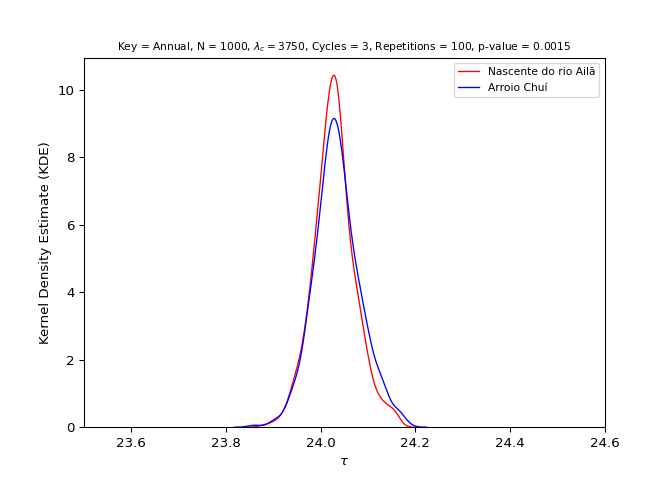 Key = Annual, N = 1000, λc = 3750, Cycles = 3, Repetitions = 100, p-value = 0.0015
Nascente do rio Ailã
Arroio Chuí
Kernel Density Estimate (KDE)
10
8
6
4
2
0
23.6 23.8 24.0 24.2 24.4 24.6
τ